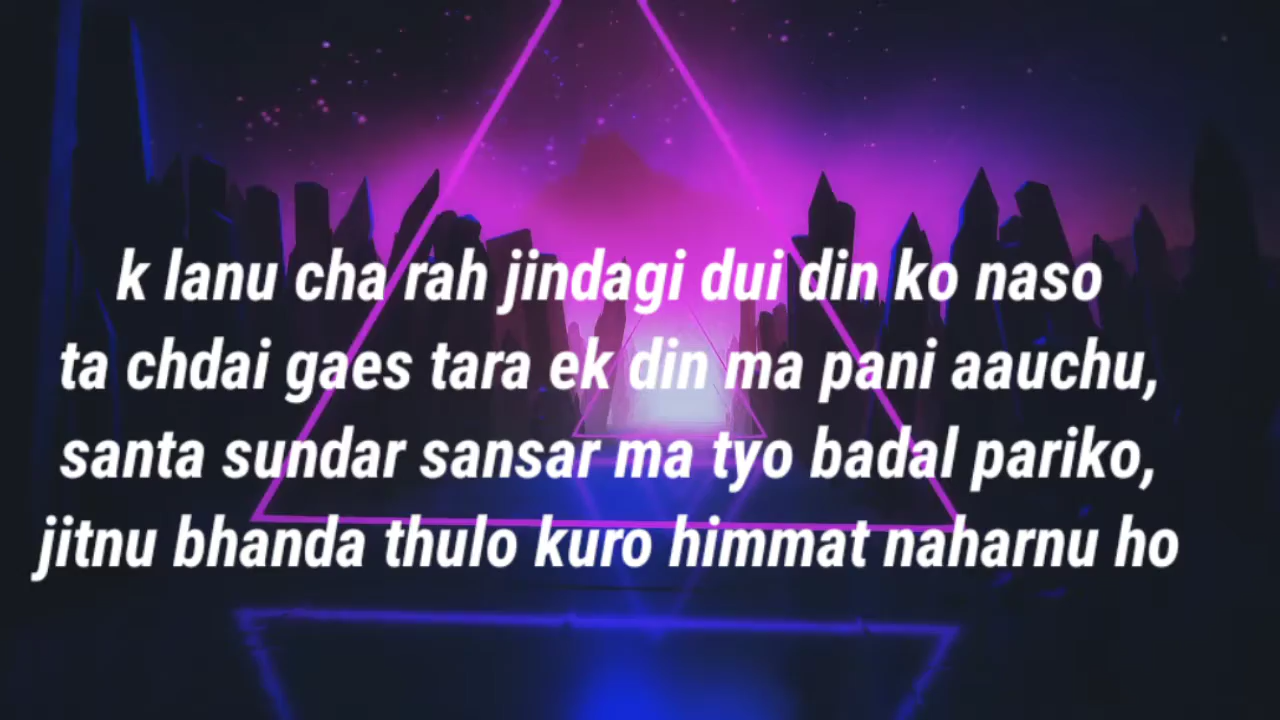 k lanu cha rah jindagi dui din ko naso
ta chdai gaes tara ek din ma pani aauchu,
santa sundar sansar ma tyo badal pariko,
jitnu bhanda thulo kuro himmat naharnu ho